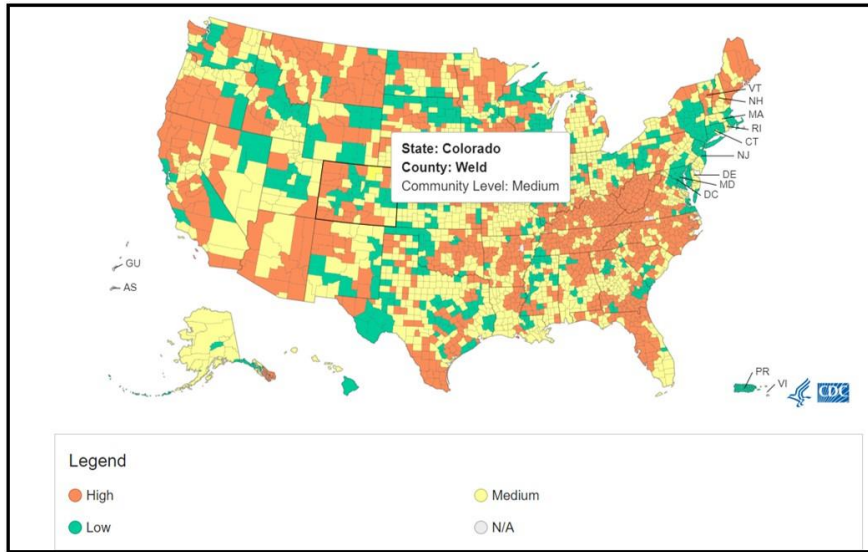 VT
NH
MA
RI
CT
NJ
DE
MD
DC
State: Colorado
County: Weld
Community Level: Medium
GU
AS
PR
VI
CDC
Legend
High
Medium
Low
N/A